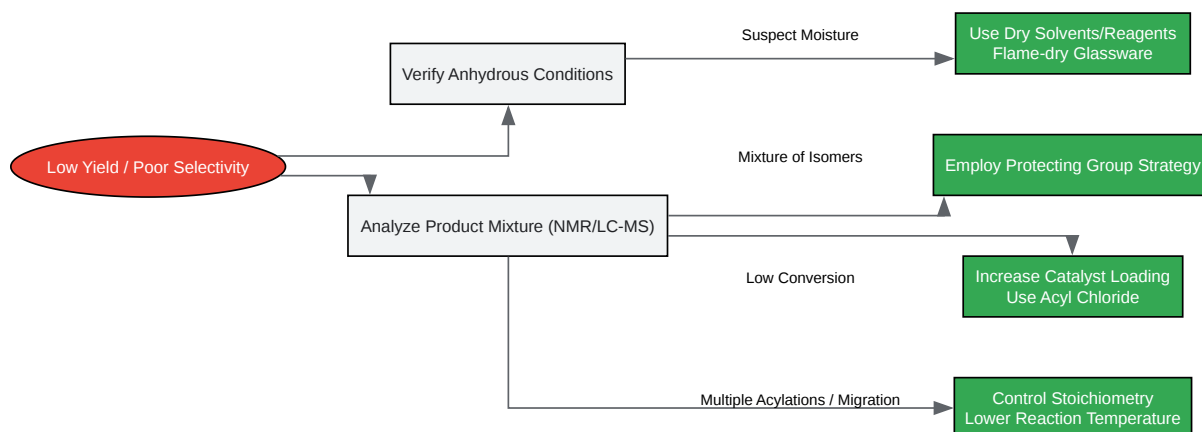 Suspect Moisture
Use Dry Solvents/Reagents
Flame-dry Glassware
Verify Anhydrous Conditions
Low Yield / Poor Selectivity
Mixture of Isomers
Employ Protecting Group Strategy
Analyze Product Mixture (NMR/LC-MS)
Low Conversion
Increase Catalyst Loading
Use Acyl Chloride
Multiple Acylations / Migration
Control Stoichiometry
Lower Reaction Temperature